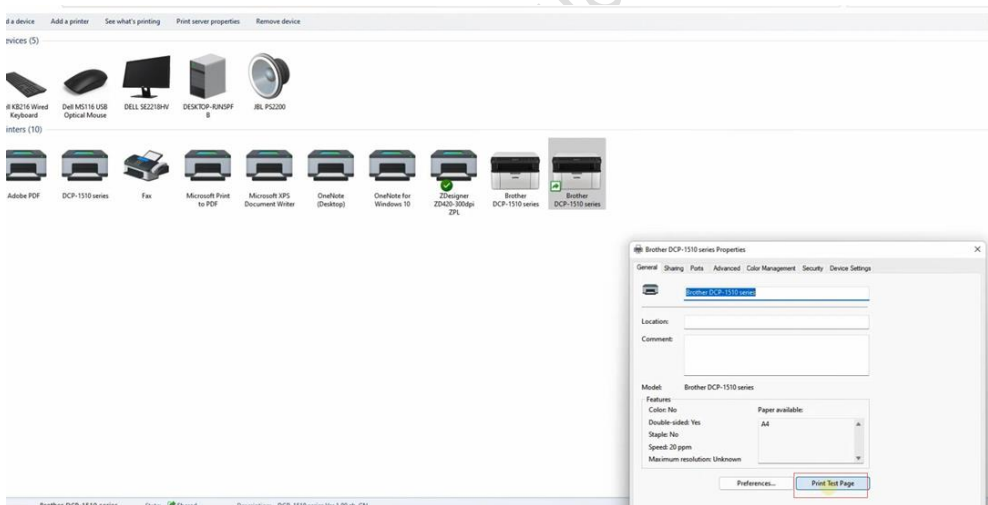 d a device Add a printer See what's printing Print server properties Remove device
evices (5)
ll KB216 Wired Keyboard
Dell MS116 USB Optical Mouse
DELL SE2218HV
DESKTOP-RJNSPF
JBL PS2200
inters (10)
Adobe PDF
DCP-1510 series
Fax
Microsoft Print to PDF
Microsoft XPS Document Writer
OneNote (Desktop)
OneNote for Windows 10
ZDesigner ZD420-300dpi ZPL
Brother DCP-1510 series
Brother DCP-1510 series
Brother DCP-1510 series Properties
General Sharing Ports Advanced Color Management Security Device Settings
Brother DCP-1510 series
Location:
Comment:
Model: Brother DCP-1510 series
Features
Color: No
Paper available:
Double-sided: Yes
A4
Staple: No
Speed: 20 ppm
Maximum resolution: Unknown
Preferences...
Print Test Page